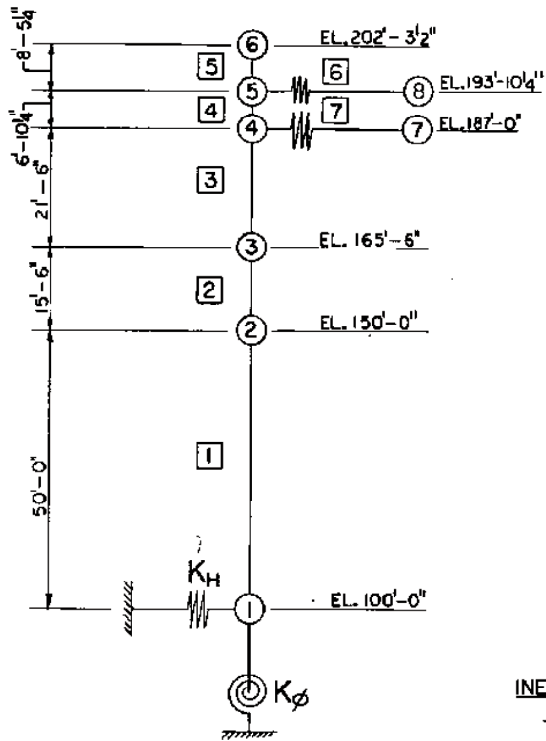 6 EL. 202'-3½"
8'-5¼" 5
5 6 8 EL. 193'-10¼"
6'-10¼" 4 7
4 7 EL. 187'-0"
21'-6" 3
3 EL. 165'-6"
15'-6" 2
2 EL. 150'-0"
50'-0" 1
KH
1 EL. 100'-0"
Kø
INE